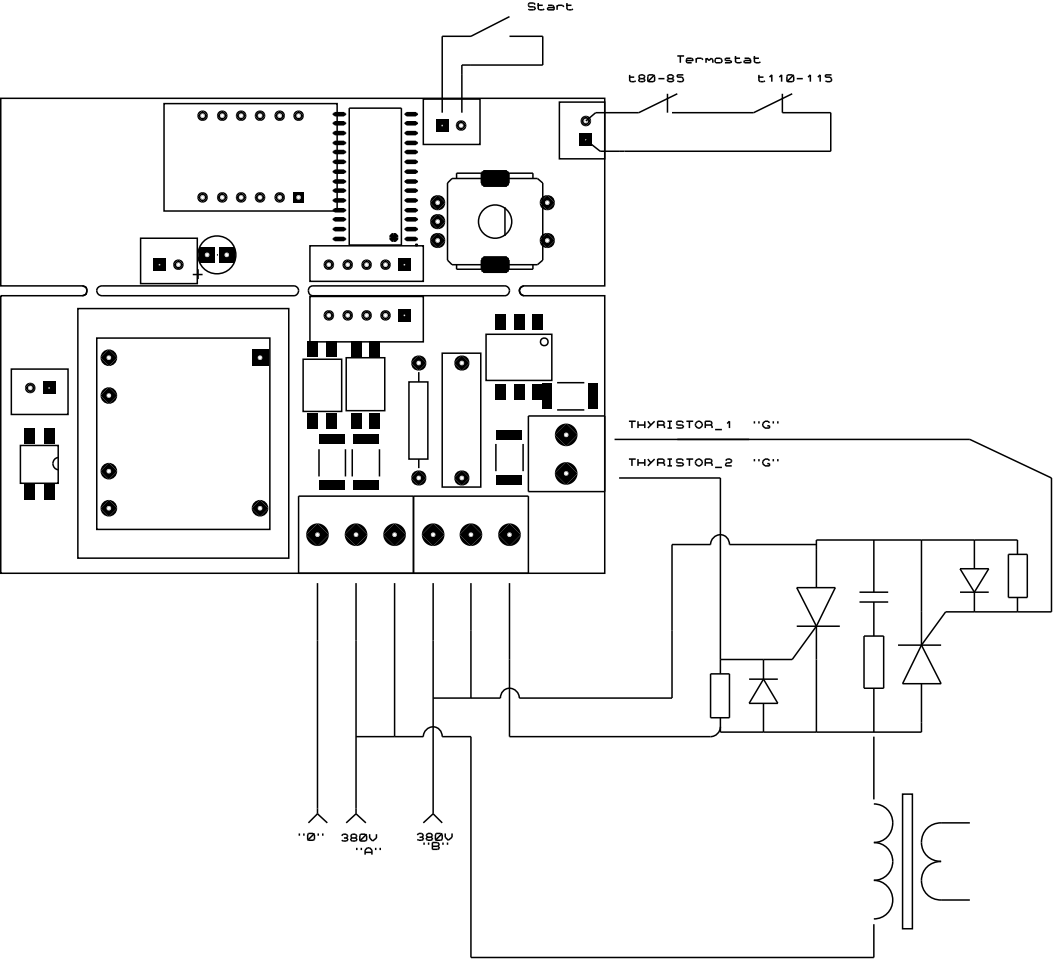 Start
Termostat
t80-85 t110-115
+
THYRISTOR_1 "G"
THYRISTOR_2 "G"
"0" 380V 380V
"A" "B"